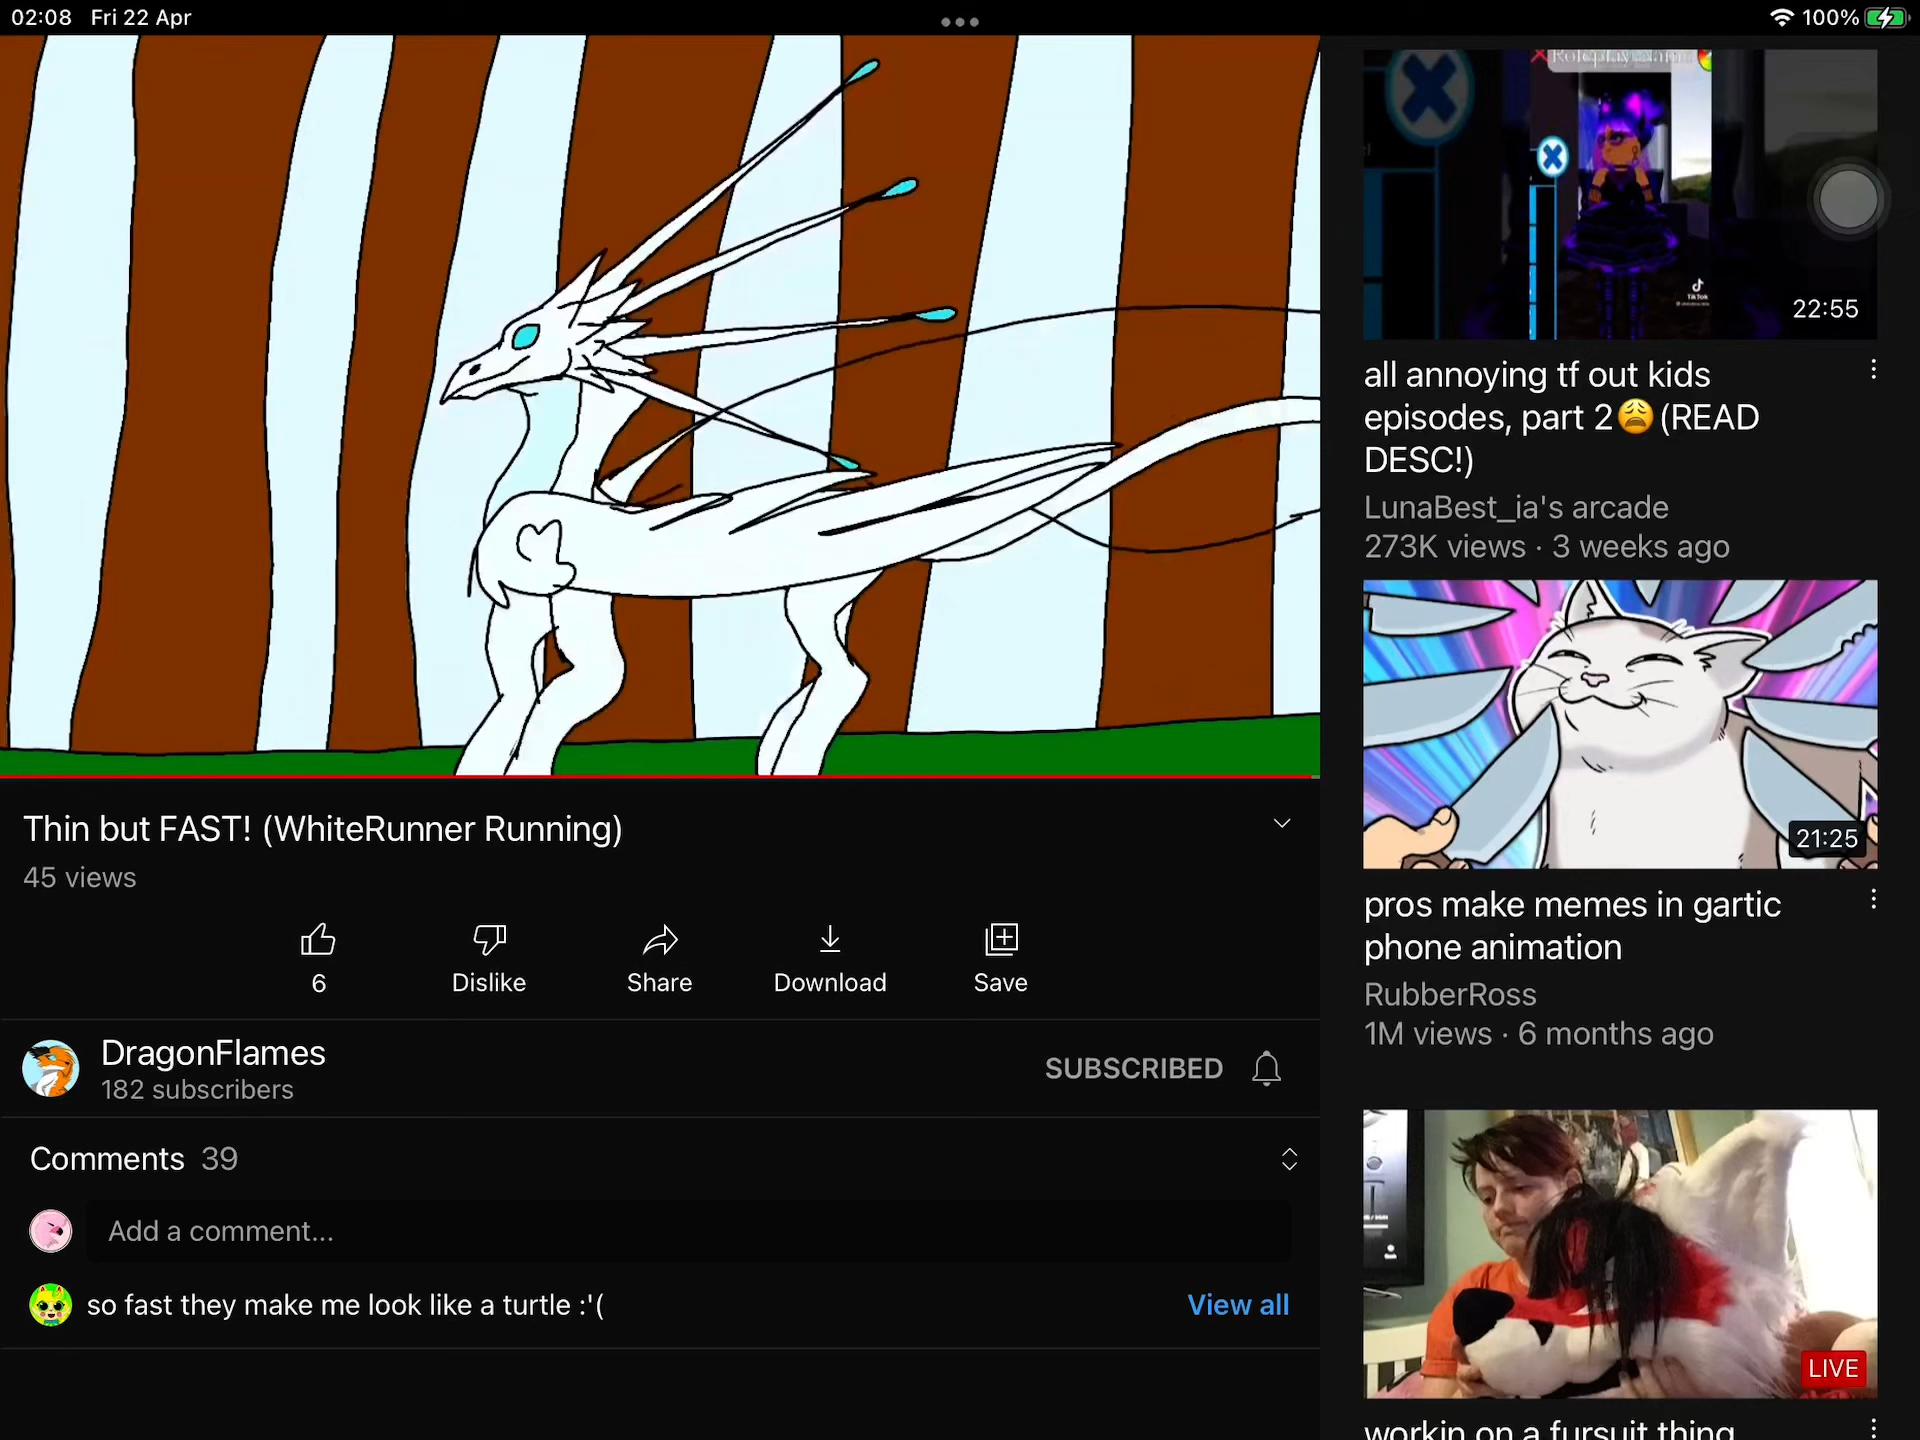 02:08 Fri 22 Apr
100%
Roleplay Name
TikTok
22:55
all annoying tf out kids
episodes, part 2😩(READ
DESC!)
LunaBest_ia's arcade
273K views · 3 weeks ago
21:25
pros make memes in gartic
phone animation
RubberRoss
1M views · 6 months ago
LIVE
workin on a fursuit thing
Thin but FAST! (WhiteRunner Running)
45 views
6
Dislike
Share
Download
Save
DragonFlames
182 subscribers
SUBSCRIBED
Comments 39
Add a comment...
so fast they make me look like a turtle :'(
View all